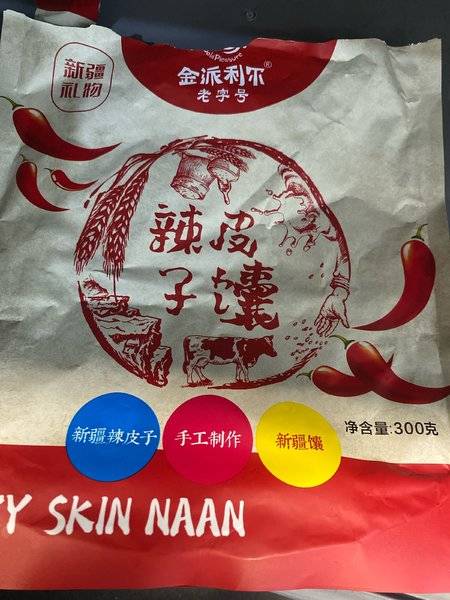 新疆
礼物
金派利尔®
老字号
辣皮
子馕
新疆辣皮子
手工制作
新疆馕
净含量:300克
Y SKIN NAAN